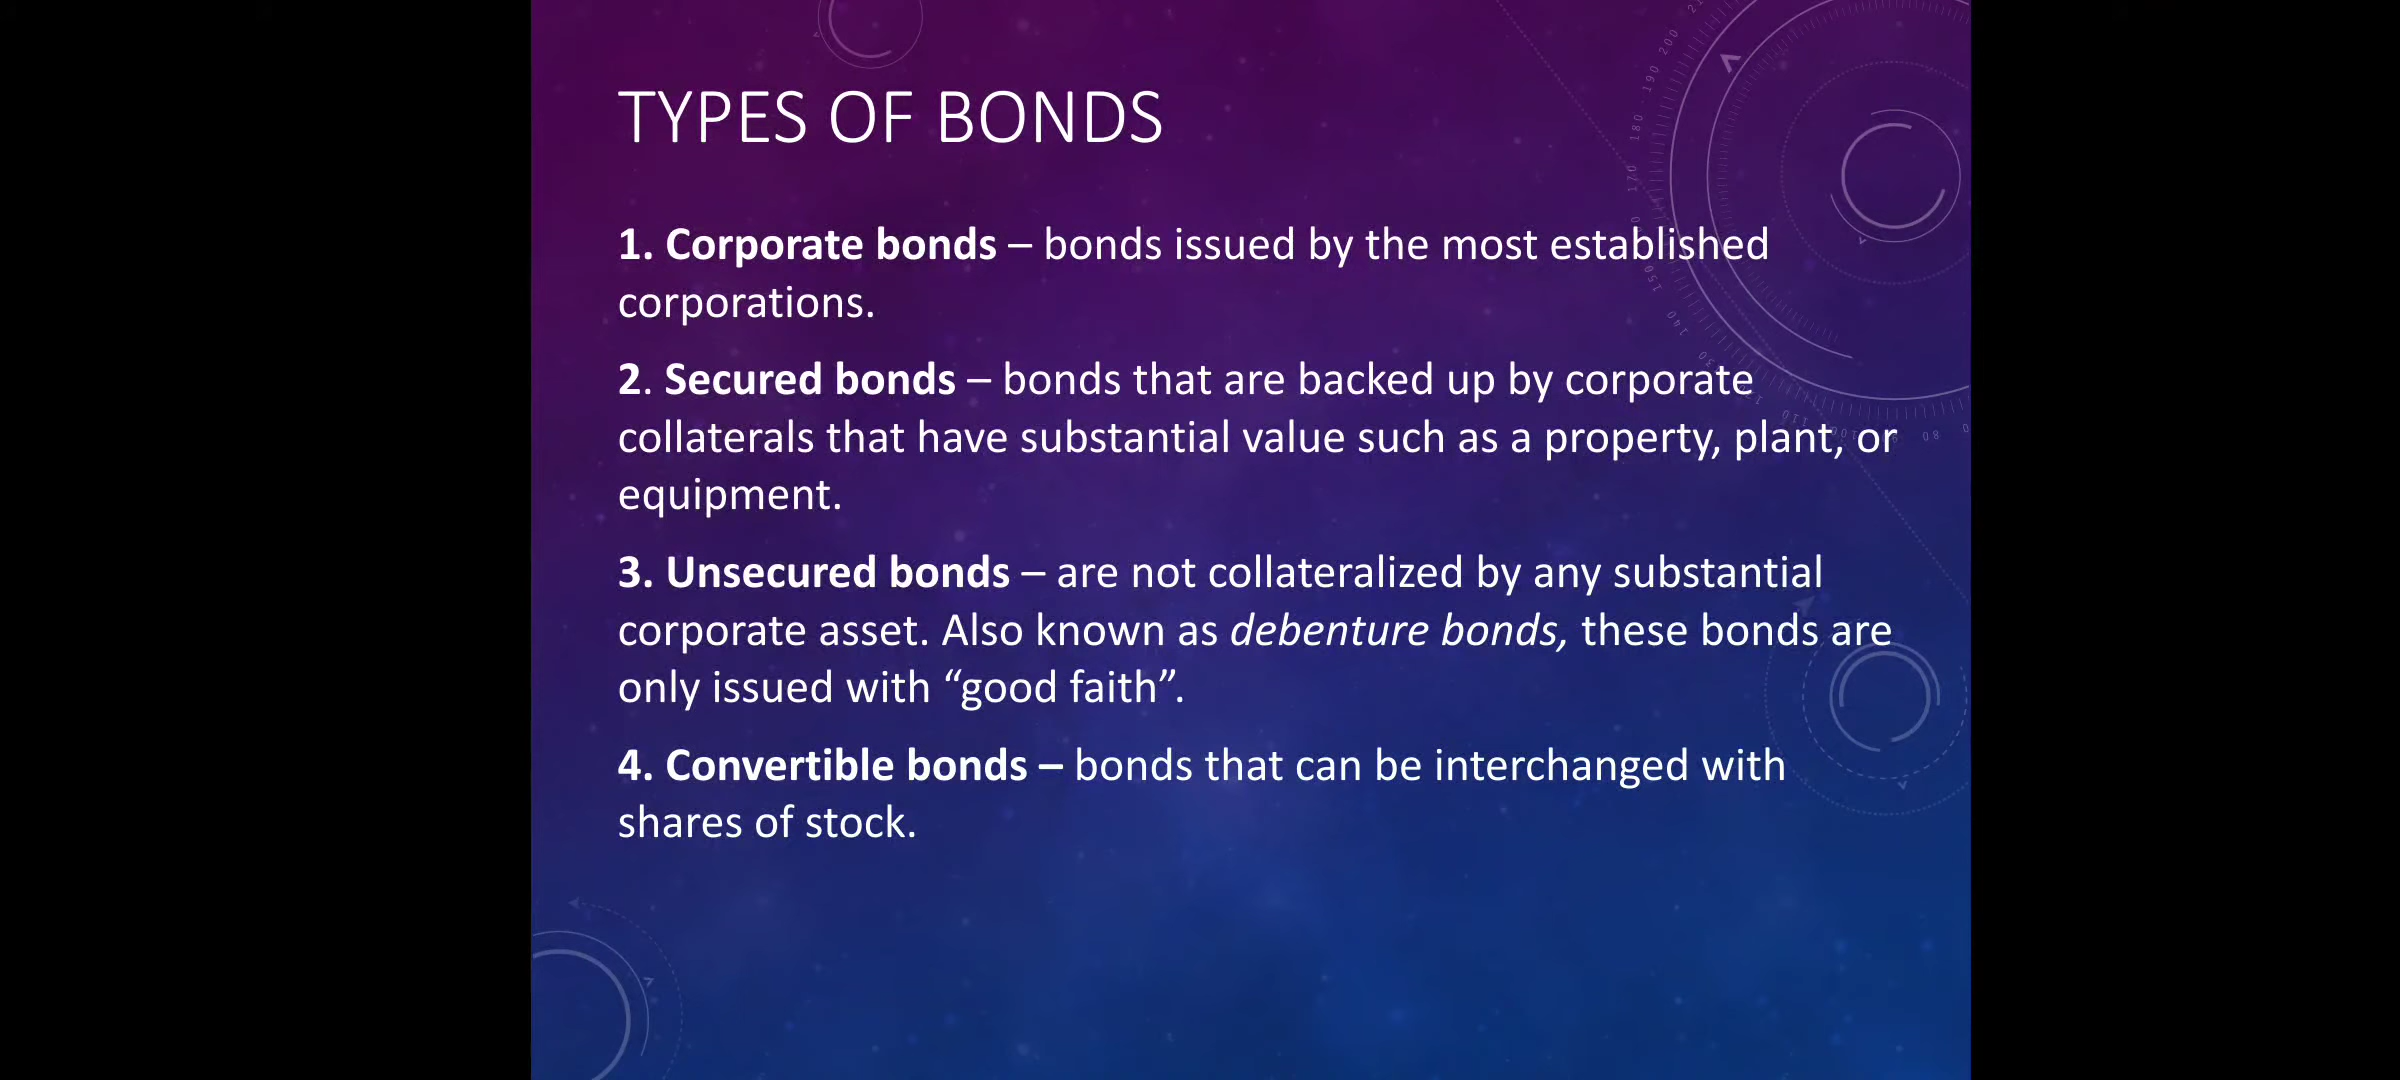 TYPES OF BONDS
1. Corporate bonds – bonds issued by the most established
corporations.
2. Secured bonds – bonds that are backed up by corporate
collaterals that have substantial value such as a property, plant, or
equipment.
3. Unsecured bonds – are not collateralized by any substantial
corporate asset. Also known as debenture bonds, these bonds are
only issued with “good faith”.
4. Convertible bonds – bonds that can be interchanged with
shares of stock.